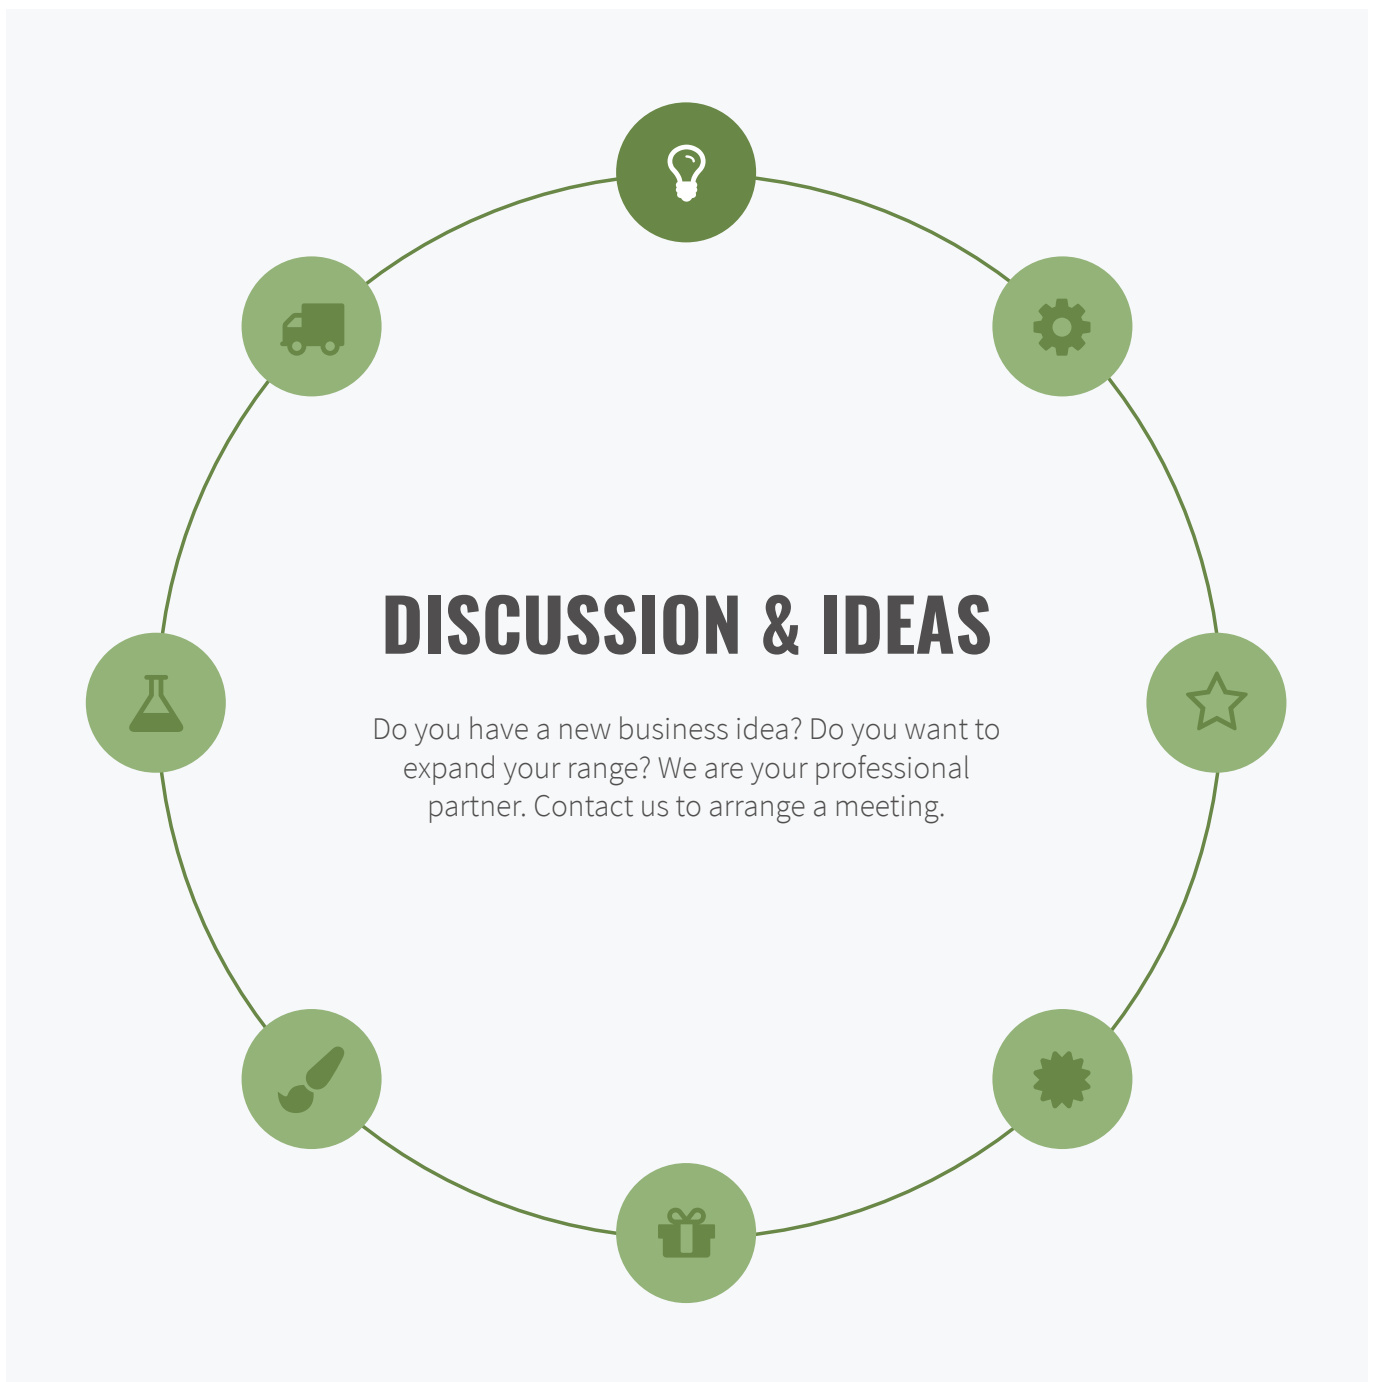 DISCUSSION & IDEAS
Do you have a new business idea? Do you want to
expand your range? We are your professional
partner. Contact us to arrange a meeting.